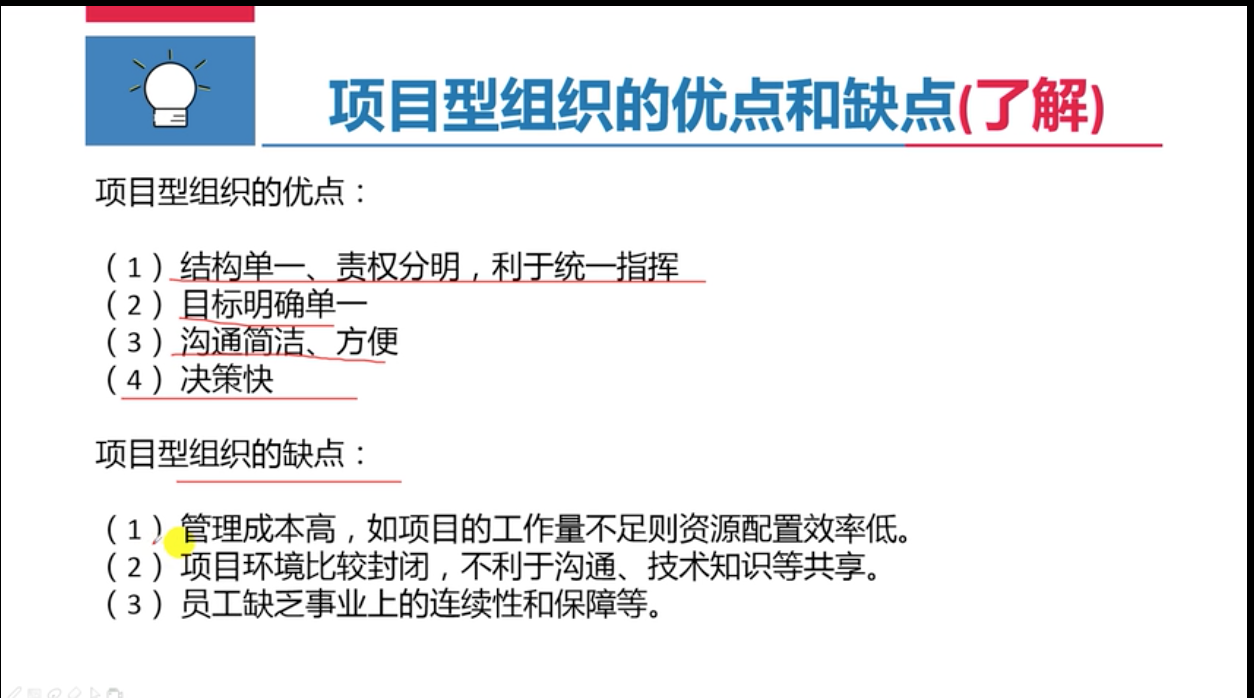 项目型组织的优点和缺点(了解)
项目型组织的优点：
（1）结构单一、责权分明，利于统一指挥
（2）目标明确单一
（3）沟通简洁、方便
（4）决策快
项目型组织的缺点：
（1）管理成本高，如项目的工作量不足则资源配置效率低。
（2）项目环境比较封闭，不利于沟通、技术知识等共享。
（3）员工缺乏事业上的连续性和保障等。